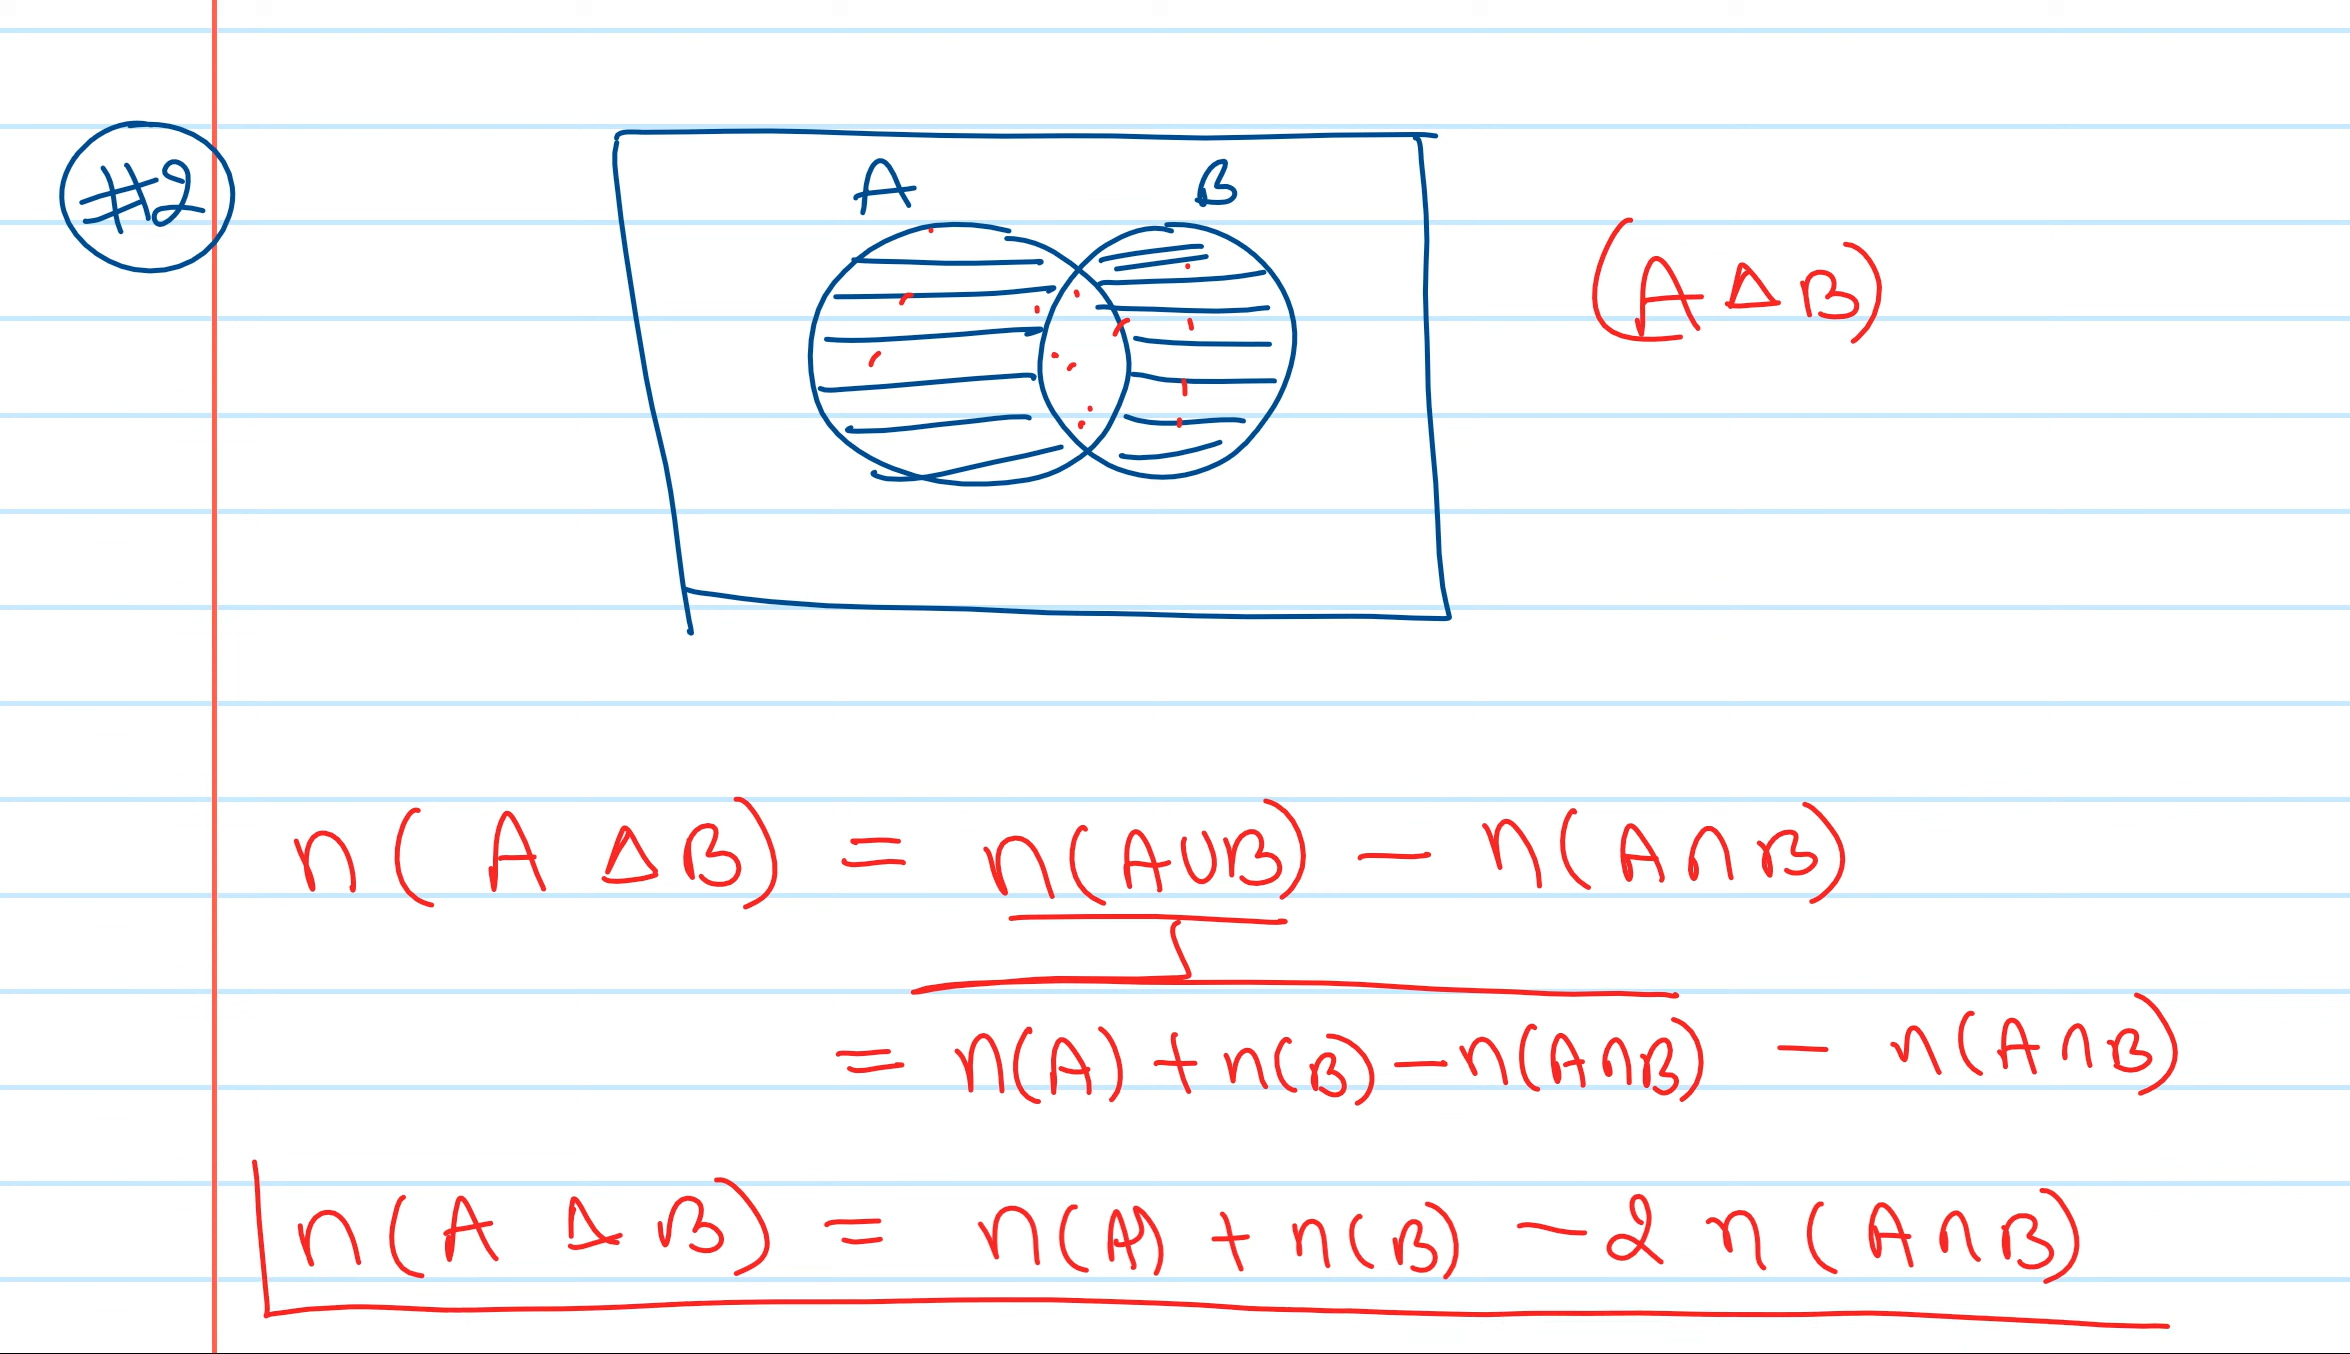 #2
A B
(A Δ B)
n(A Δ B) = n(A∪B) - n(A∩B)
= n(A) + n(B) - n(A∩B) - n(A∩B)
n(A Δ B) = n(A) + n(B) - 2 n(A∩B)